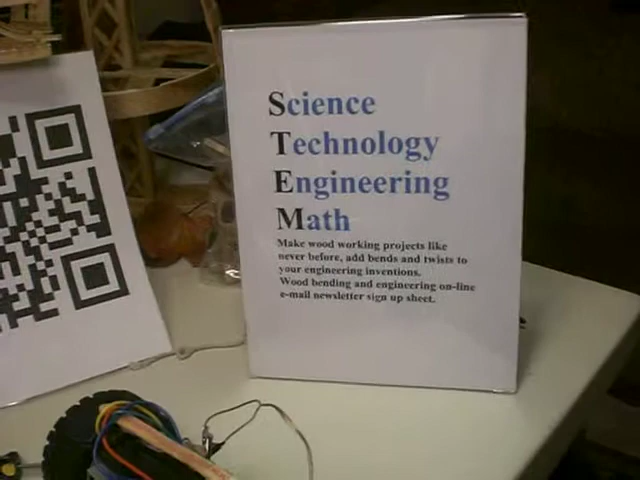 Science
Technology
Engineering
Math
Make wood working projects like
never before, add bends and twists to
your engineering inventions.
Wood bending and engineering on-line
e-mail newsletter sign up sheet.